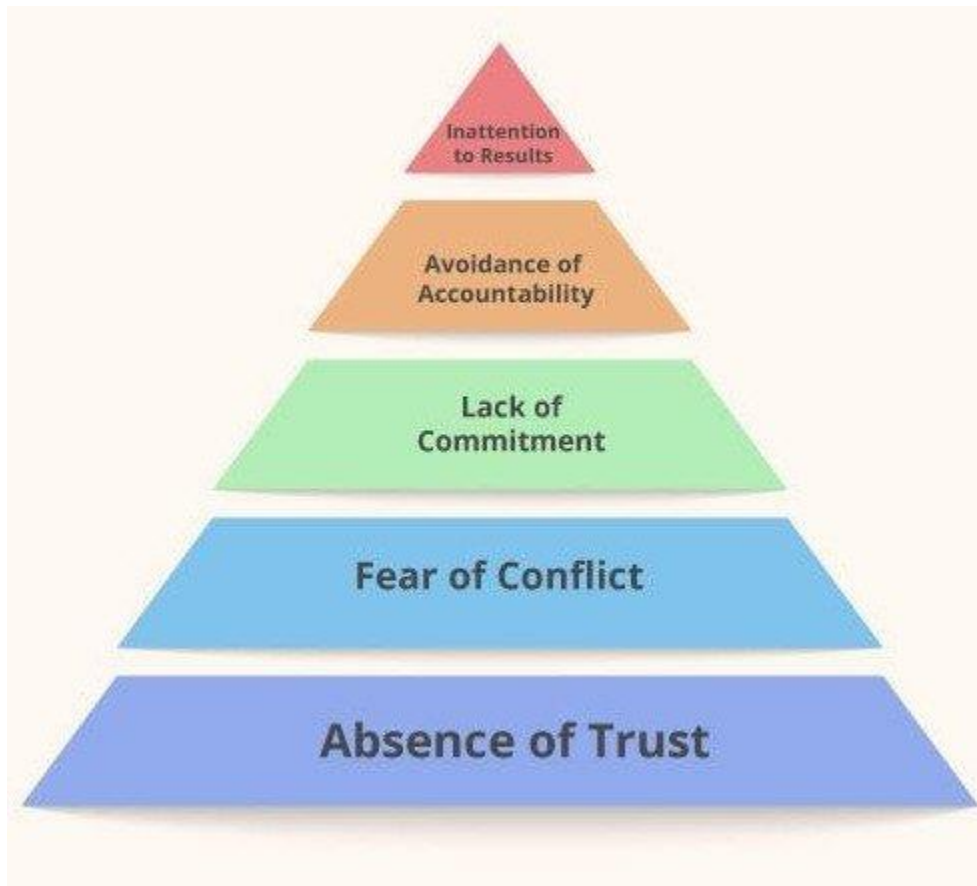 Inattention
to Results
Avoidance of
Accountability
Lack of
Commitment
Fear of Conflict
Absence of Trust